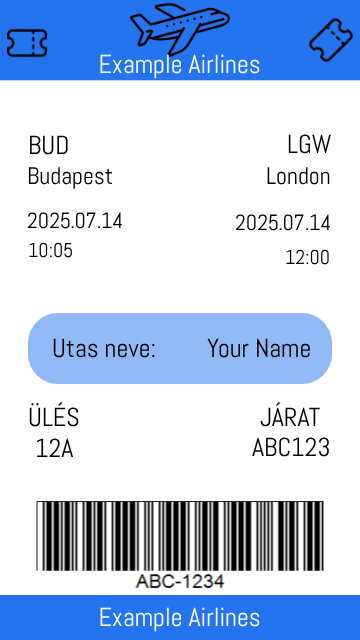 Example Airlines
BUD LGW
Budapest London
2025.07.14 2025.07.14
10:05 12:00
Utas neve: Your Name
ÜLÉS JÁRAT
12A ABC123
ABC-1234
Example Airlines